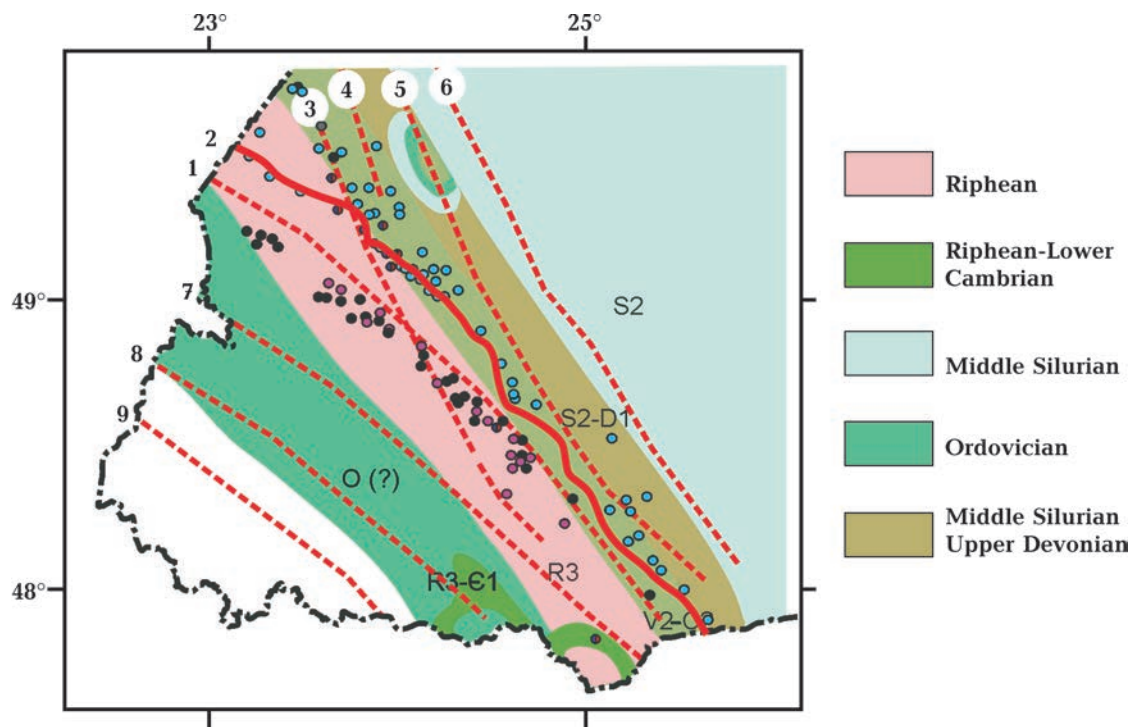 23°
25°
3
4
5
6
2
1
49°
7
8
9
48°
S2
S2-D1
O (?)
R3
R3-Є1
Riphean
Riphean-Lower
Cambrian
Middle Silurian
Ordovician
Middle Silurian
Upper Devonian